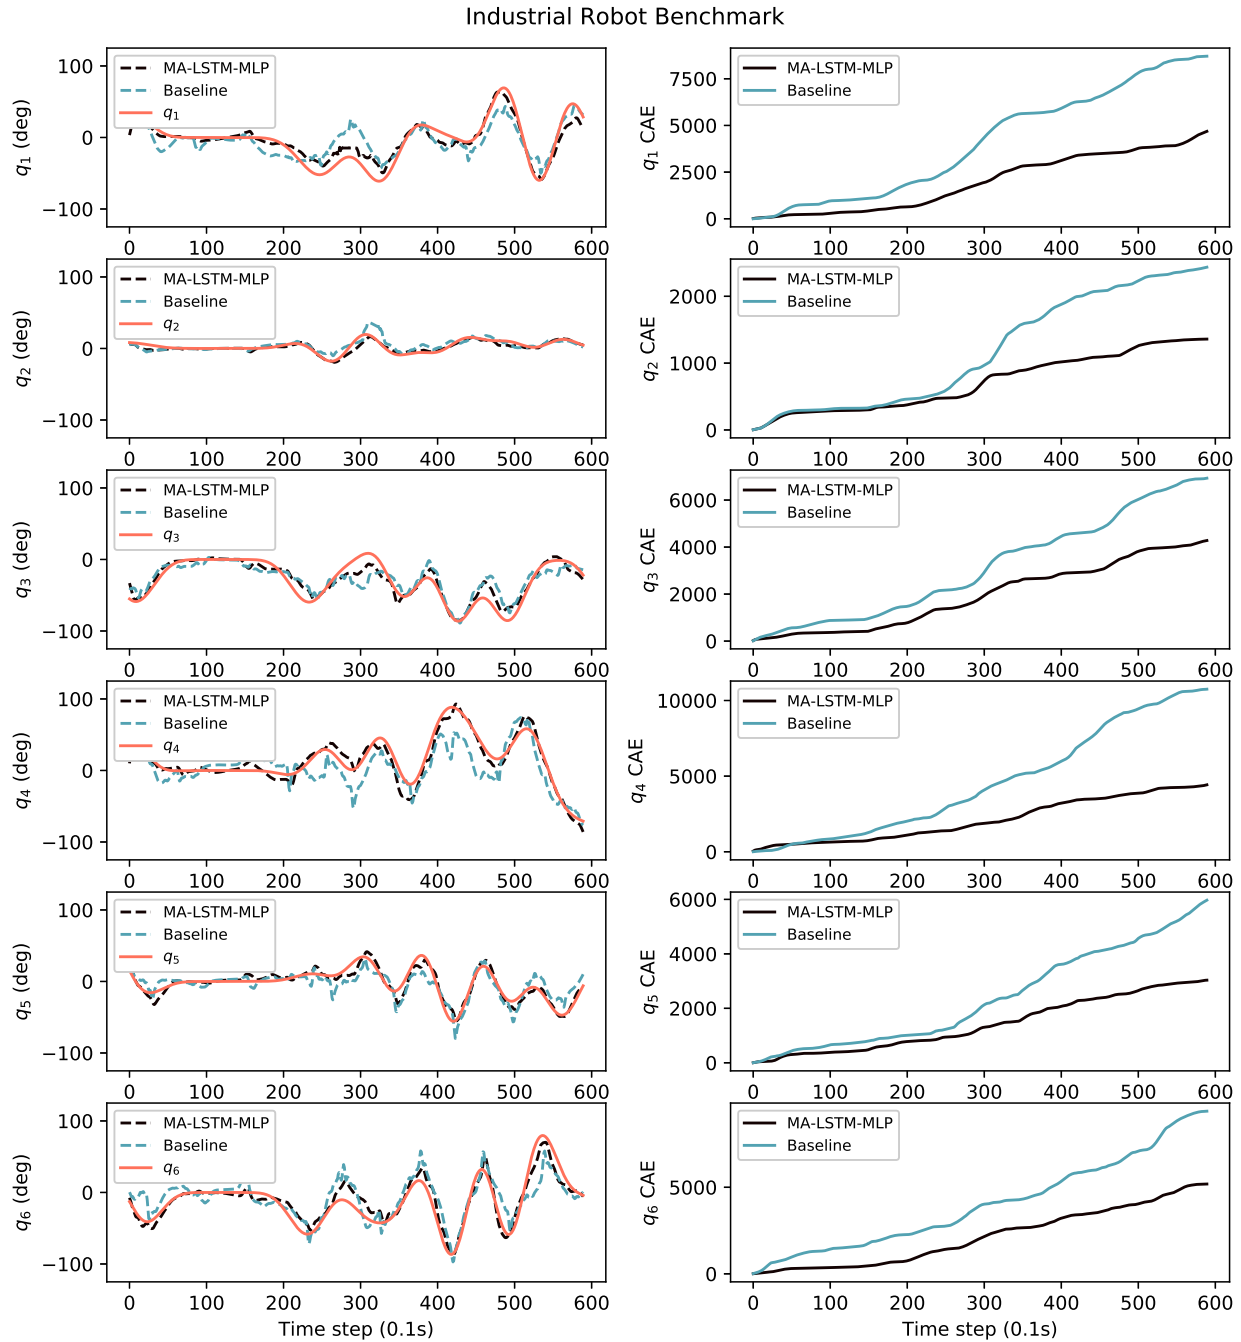 Industrial Robot Benchmark
q1 (deg)
100
0
−100
MA-LSTM-MLP
Baseline
q1
0 100 200 300 400 500 600
q1 CAE
7500
5000
2500
0
MA-LSTM-MLP
Baseline
0 100 200 300 400 500 600
q2 (deg)
100
0
−100
MA-LSTM-MLP
Baseline
q2
0 100 200 300 400 500 600
q2 CAE
2000
1000
0
MA-LSTM-MLP
Baseline
0 100 200 300 400 500 600
q3 (deg)
100
0
−100
MA-LSTM-MLP
Baseline
q3
0 100 200 300 400 500 600
q3 CAE
6000
4000
2000
0
MA-LSTM-MLP
Baseline
0 100 200 300 400 500 600
q4 (deg)
100
0
−100
MA-LSTM-MLP
Baseline
q4
0 100 200 300 400 500 600
q4 CAE
10000
5000
0
MA-LSTM-MLP
Baseline
0 100 200 300 400 500 600
q5 (deg)
100
0
−100
MA-LSTM-MLP
Baseline
q5
0 100 200 300 400 500 600
q5 CAE
6000
4000
2000
0
MA-LSTM-MLP
Baseline
0 100 200 300 400 500 600
q6 (deg)
100
0
−100
MA-LSTM-MLP
Baseline
q6
0 100 200 300 400 500 600
Time step (0.1s)
q6 CAE
5000
0
MA-LSTM-MLP
Baseline
0 100 200 300 400 500 600
Time step (0.1s)